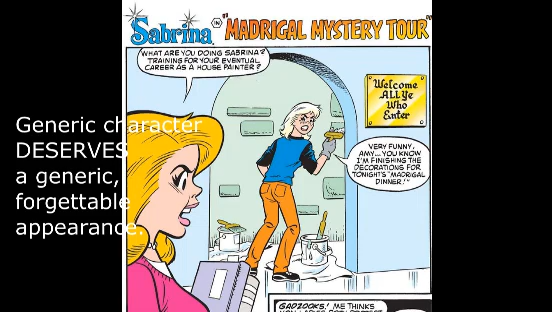 Sabrina IN "MADRIGAL MYSTERY TOUR"
WHAT ARE YOU DOING SABRINA?
TRAINING FOR YOUR EVENTUAL
CAREER AS A HOUSE PAINTER?
Welcome
ALL Ye
Who
Enter
Generic character
DESERVES
a generic,
forgettable
appearance.
VERY FUNNY,
AMY...YOU KNOW
I'M FINISHING THE
DECORATIONS FOR
TONIGHT'S "MADRIGAL
DINNER!"
GADZOOKS! ME THINKS